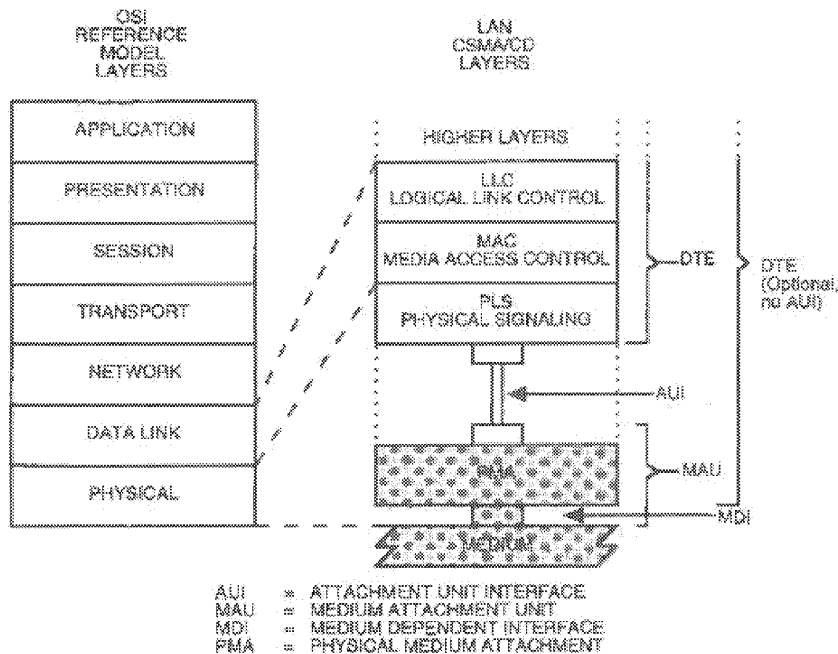 OSI
REFERENCE
MODEL
LAYERS
LAN
CSMA/CD
LAYERS
APPLICATION
PRESENTATION
SESSION
TRANSPORT
NETWORK
DATA LINK
PHYSICAL
HIGHER LAYERS
LLC
LOGICAL LINK CONTROL
MAC
MEDIA ACCESS CONTROL
PLS
PHYSICAL SIGNALING
DTE
DTE
(Optional,
no AUI)
AUI
PMA
MAU
MDI
MEDIUM
AUI = ATTACHMENT UNIT INTERFACE
MAU = MEDIUM ATTACHMENT UNIT
MDI = MEDIUM DEPENDENT INTERFACE
PMA = PHYSICAL MEDIUM ATTACHMENT